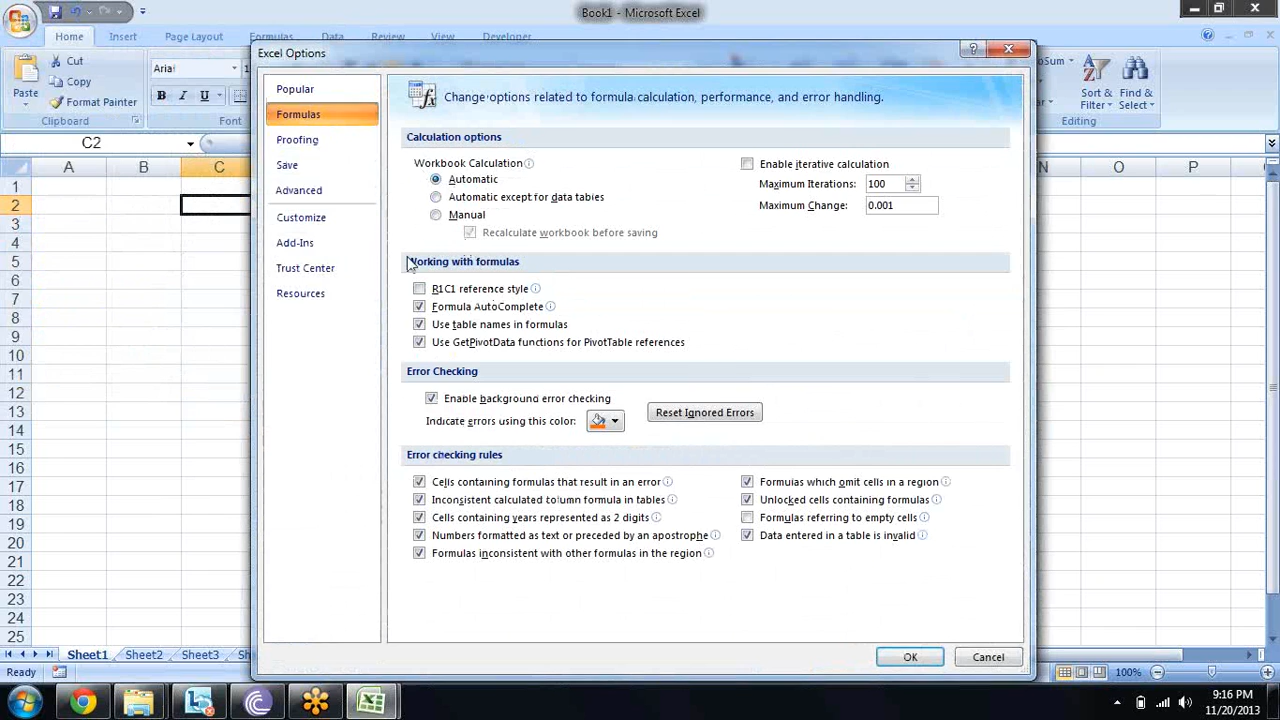 Book1 - Microsoft Excel
Home Insert Page Layout Formulas Data Review View Developer
Paste
Cut
Copy
Format Painter
Clipboard
Arial
B I U
Font
Sort & Filter
Find & Select
Editing
C2
A B C N O P
1
2
3
4
5
6
7
8
9
10
11
12
13
14
15
16
17
18
19
20
21
22
23
24
25
Excel Options
Popular
Formulas
Proofing
Save
Advanced
Customize
Add-Ins
Trust Center
Resources
Change options related to formula calculation, performance, and error handling.
Calculation options
Workbook Calculation
Automatic
Automatic except for data tables
Manual
Recalculate workbook before saving
Enable iterative calculation
Maximum Iterations: 100
Maximum Change: 0.001
Working with formulas
R1C1 reference style
Formula AutoComplete
Use table names in formulas
Use GetPivotData functions for PivotTable references
Error Checking
Enable background error checking
Indicate errors using this color:
Reset Ignored Errors
Error checking rules
Cells containing formulas that result in an error
Inconsistent calculated column formula in tables
Cells containing years represented as 2 digits
Numbers formatted as text or preceded by an apostrophe
Formulas inconsistent with other formulas in the region
Formulas which omit cells in a region
Unlocked cells containing formulas
Formulas referring to empty cells
Data entered in a table is invalid
OK Cancel
Sheet1 Sheet2 Sheet3
Ready
100%
9:16 PM
11/20/2013